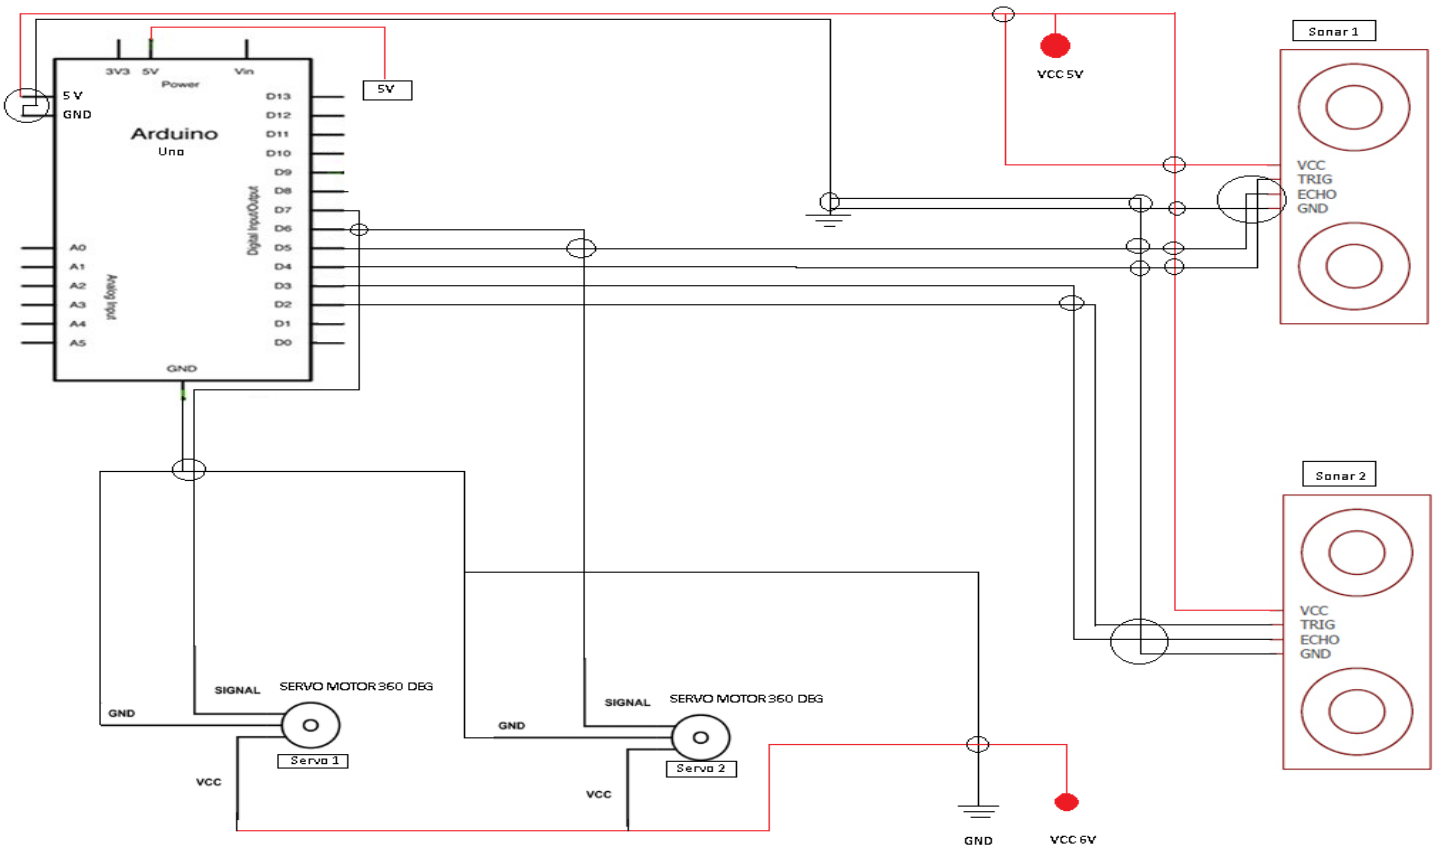 Sonar 1
VCC 5V
3V3 5V Vin
Power
5V
5 V
GND
Arduino
Uno
D13
D12
D11
D10
D9
D8
D7
D6
D5
D4
D3
D2
D1
D0
Digital Input/Output
A0
A1
A2
A3
A4
A5
Analog Input
GND
VCC
TRIG
ECHO
GND
Sonar 2
VCC
TRIG
ECHO
GND
SIGNAL
SERVO MOTOR 360 DEG
GND
Servo 1
VCC
SIGNAL
SERVO MOTOR 360 DEG
GND
Servo 2
VCC
GND
VCC 6V